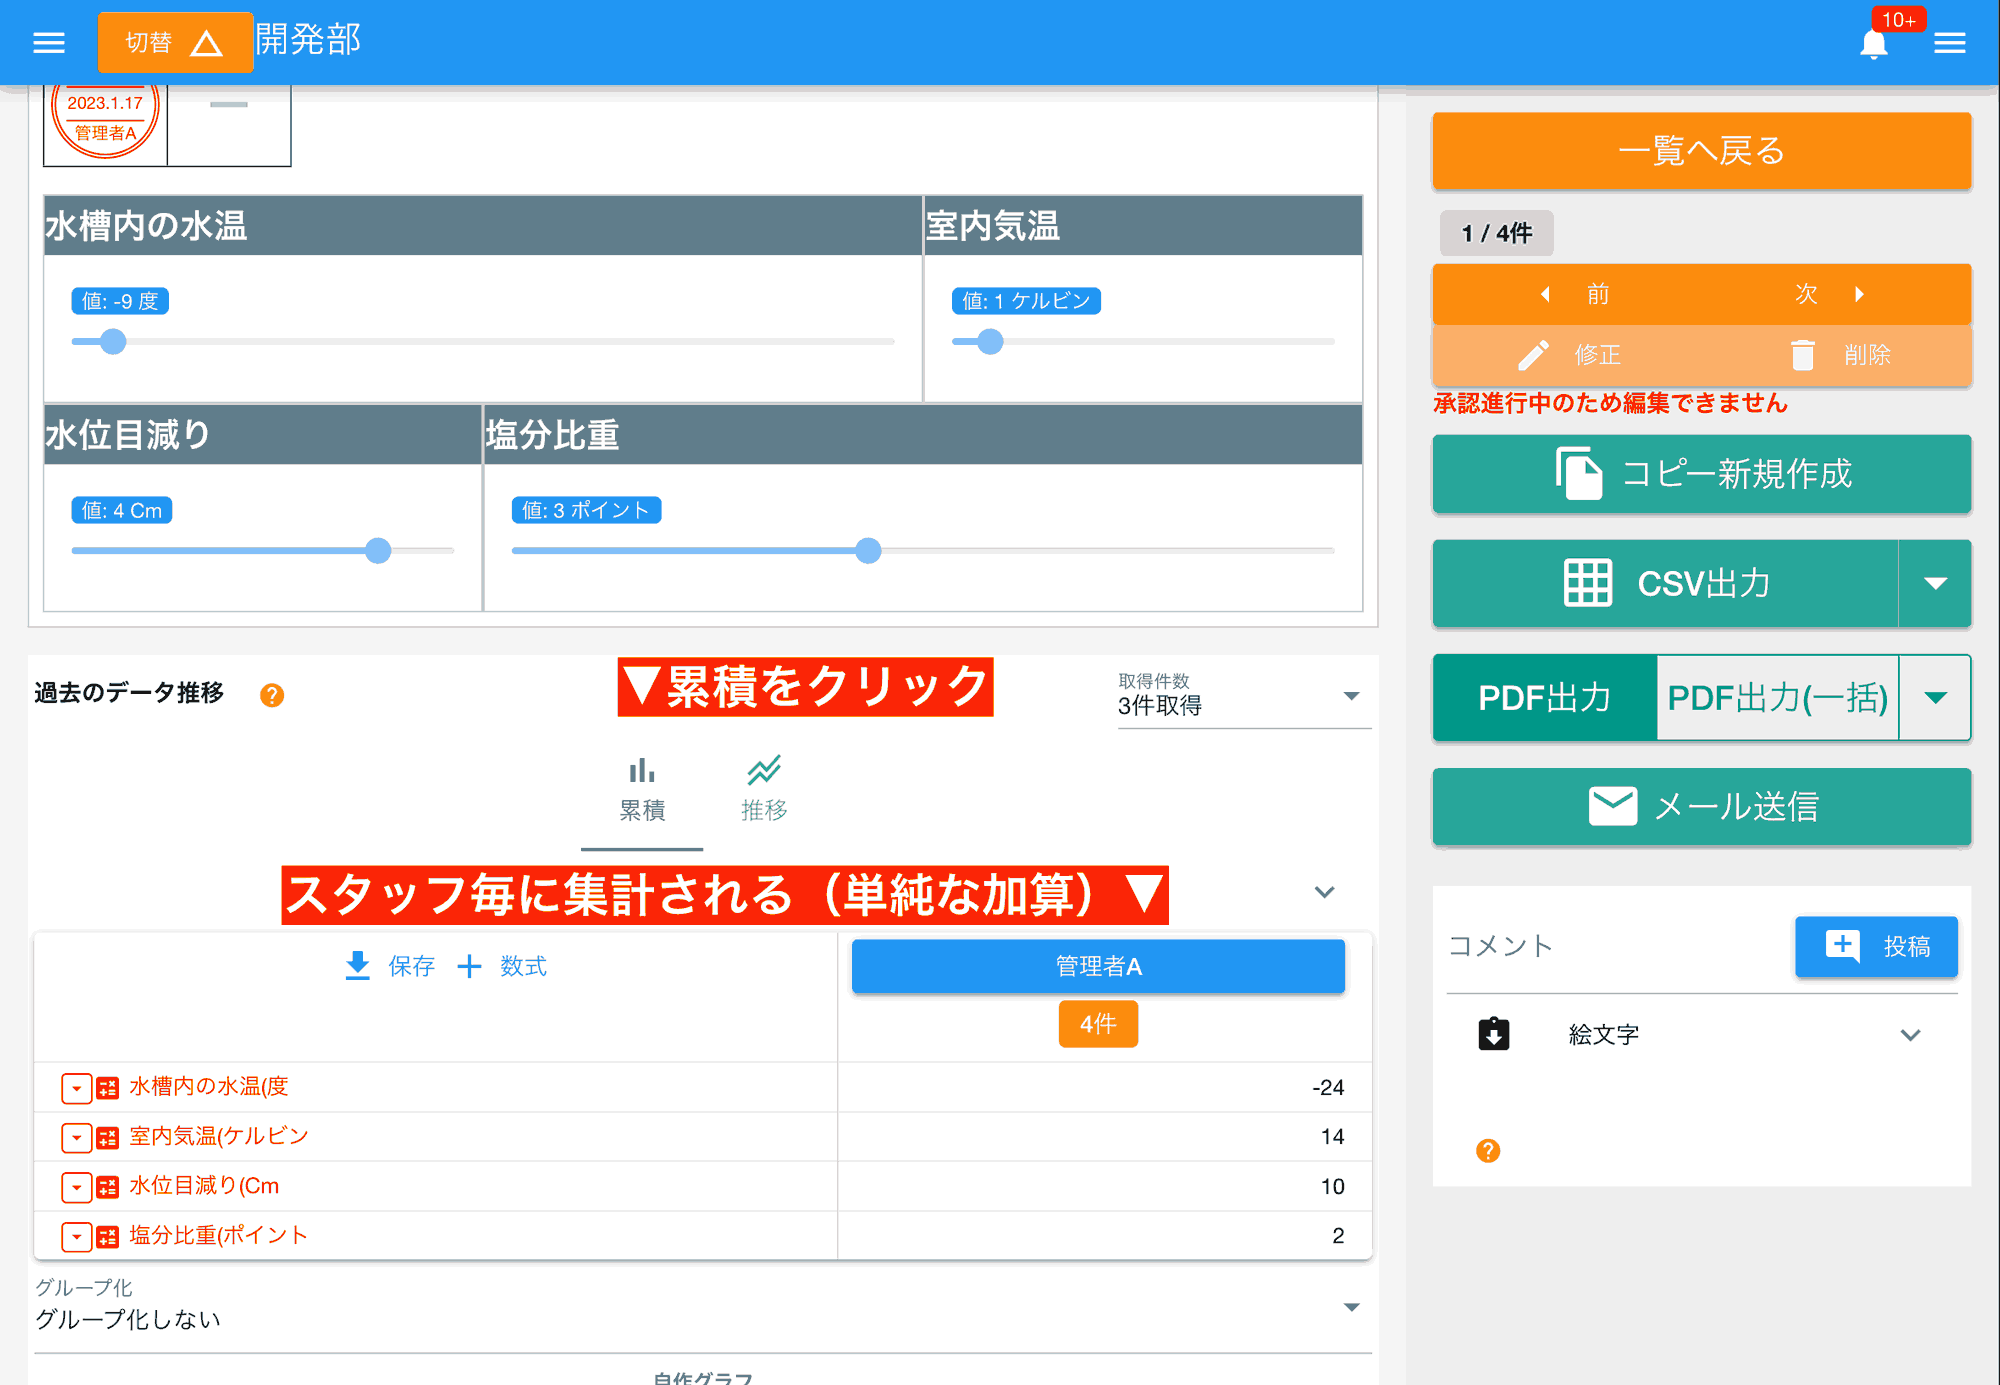 切替
開発部
10+
2023.1.17
管理者A
水槽内の水温
室内気温
値: -9 度
値: 1 ケルビン
水位目減り
塩分比重
値: 4 Cm
値: 3 ポイント
過去のデータ推移
?
▼累積をクリック
取得件数
3件取得
累積
推移
スタッフ毎に集計される（単純な加算）▼
保存
数式
管理者A
4件
水槽内の水温(度
-24
室内気温(ケルビン
14
水位目減り(Cm
10
塩分比重(ポイント
2
グループ化
グループ化しない
自作グラフ
一覧へ戻る
1 / 4件
前
次
修正
削除
承認進行中のため編集できません
コピー新規作成
CSV出力
PDF出力
PDF出力(一括)
メール送信
コメント
投稿
絵文字
?